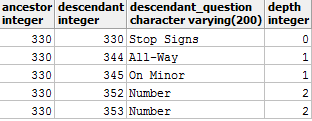 ancestor descendant descendant_question depth
integer integer character varying(200) integer
330 330 Stop Signs 0
330 344 All-Way 1
330 345 On Minor 1
330 352 Number 2
330 353 Number 2